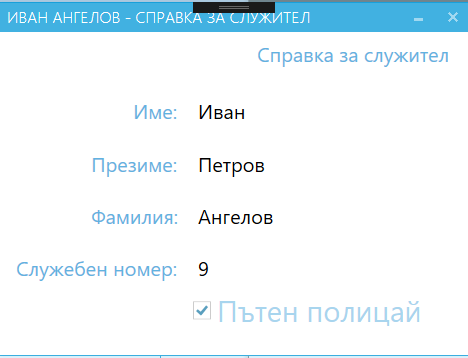 ИВАН АНГЕЛОВ - СПРАВКА ЗА СЛУЖИТЕЛ
Справка за служител
Име: Иван
Презиме: Петров
Фамилия: Ангелов
Служебен номер: 9
Пътен полицай